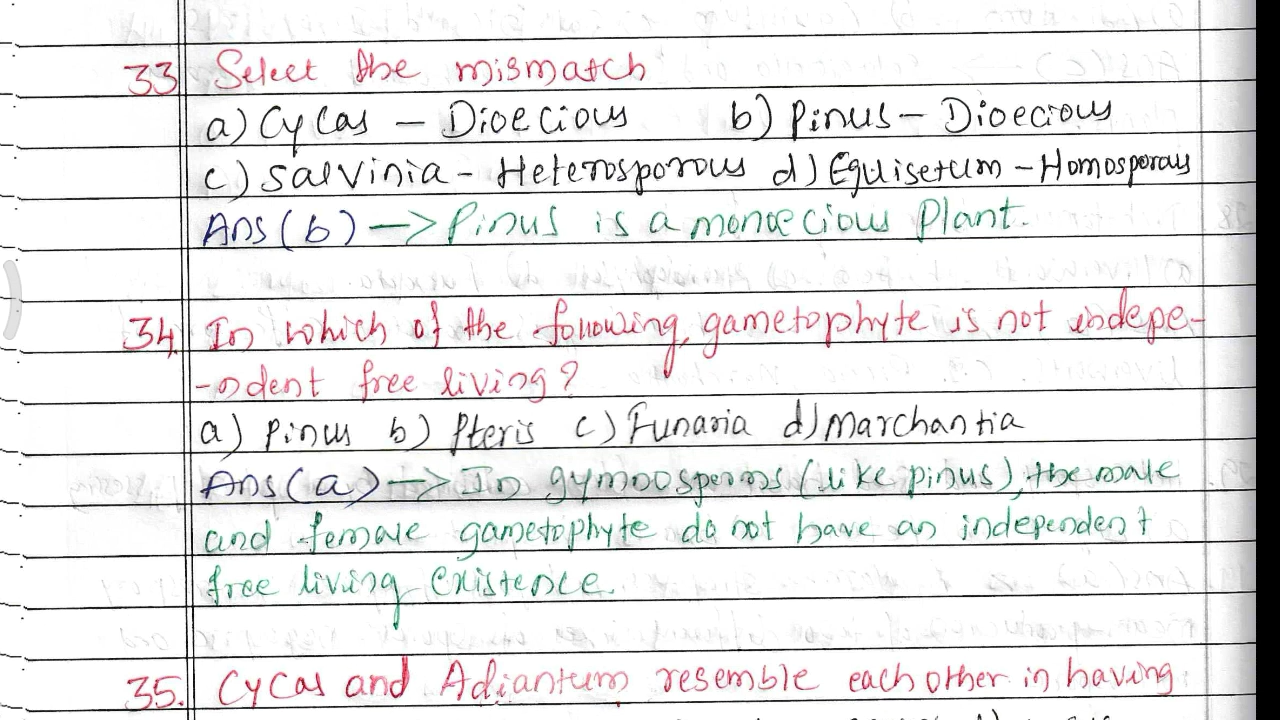 33. Select the mismatch
a) Cycas - Dioecious b) Pinus - Dioecious
c) Salvinia - Heterosporous d) Equisetum - Homosporous
Ans (b) -> Pinus is a monoecious Plant.
34. In which of the following, gametophyte is not indepe-
-ndent free living?
a) Pinus b) Pteris c) Funaria d) Marchantia
Ans (a) -> In gymnosperms (like pinus), the male
and female gametophyte do not have an independent
free living existence.
35. Cycas and Adiantum resemble each other in having